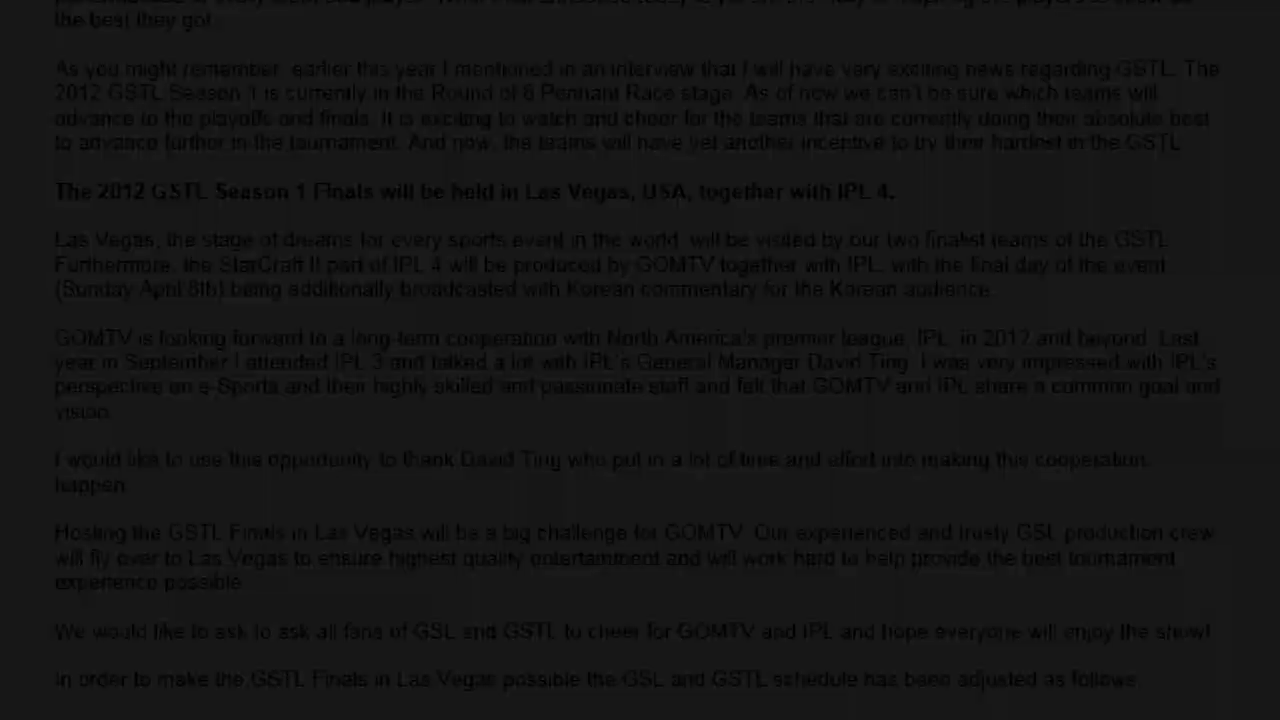 the best they got.
As you might remember, earlier this year I mentioned in an interview that I will have very exciting news regarding GSTL. The
2012 GSTL Season 1 is currently in the Round of 6 Pennant Race stage. As of now we can't be sure which teams will
advance to the playoffs and finals. It is exciting to watch and cheer for the teams that are currently doing their absolute best
to advance further in the tournament. And now, the teams will have yet another incentive to try their hardest in the GSTL.
The 2012 GSTL Season 1 Finals will be held in Las Vegas, USA, together with IPL 4.
Las Vegas, the stage of dreams for every sports event in the world, will be visited by our two finalist teams of the GSTL.
Furthermore, the StarCraft II part of IPL 4 will be produced by GOMTV together with IPL, with the final day of the event
(Sunday April 8th) being additionally broadcasted with Korean commentary for the Korean audience.
GOMTV is looking forward to a long-term cooperation with North America's premier league, IPL, in 2012 and beyond. Last
year in September I attended IPL 3 and talked a lot with IPL's General Manager David Ting. I was very impressed with IPL's
perspective on e-Sports and their highly skilled and passionate staff and felt that GOMTV and IPL share a common goal and
vision.
I would like to use this opportunity to thank David Ting who put in a lot of time and effort into making this cooperation
happen.
Hosting the GSTL Finals in Las Vegas will be a big challenge for GOMTV. Our experienced and trusty GSL production crew
will fly over to Las Vegas to ensure highest quality entertainment and will work hard to help provide the best tournament
experience possible.
We would like to ask to ask all fans of GSL and GSTL to cheer for GOMTV and IPL and hope everyone will enjoy the show!
In order to make the GSTL Finals in Las Vegas possible the GSL and GSTL schedule has been adjusted as follows: